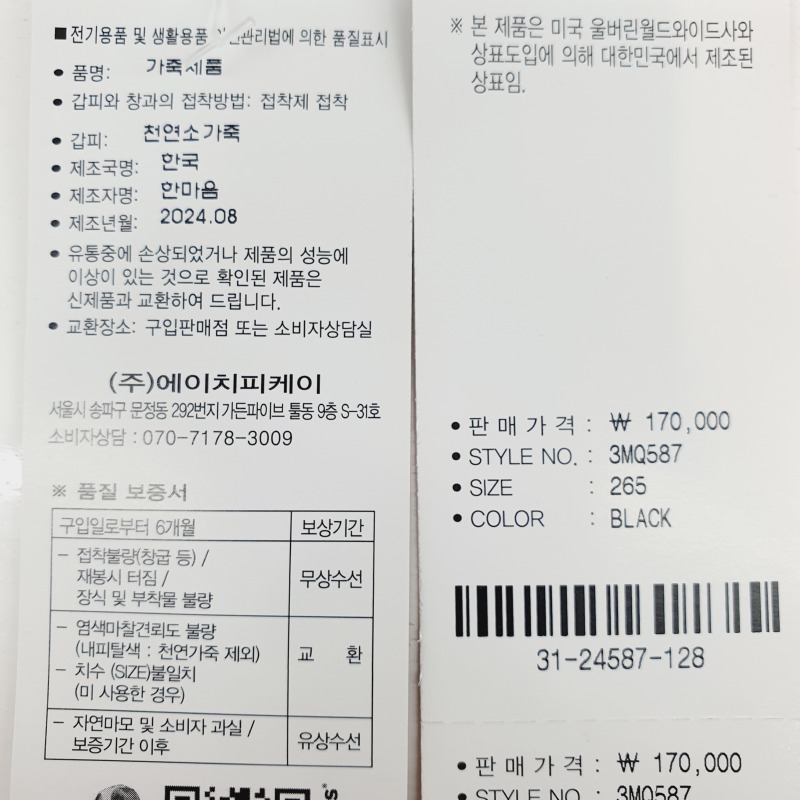 ■ 전기용품 및 생활용품 안전관리법에 의한 품질표시
• 품명: 가죽제품
• 갑피와 창과의 접착방법: 접착제 접착
• 갑피: 천연소가죽
• 제조국명: 한국
• 제조자명: 한마음
• 제조년월: 2024.08
• 유통중에 손상되었거나 제품의 성능에
이상이 있는 것으로 확인된 제품은
신제품과 교환하여 드립니다.
• 교환장소: 구입판매점 또는 소비자상담실
(주)에이치피케이
서울시 송파구 문정동 292번지 가든파이브 툴동 9층 S-31호
소비자상담 : 070-7178-3009
※ 품질 보증서
구입일로부터 6개월 보상기간
- 접착불량(창굽 등) /
재봉시 터짐 /
장식 및 부착물 불량
무상수선
- 염색마찰견뢰도 불량
(내피탈색 : 천연가죽 제외)
- 치수 (SIZE)불일치
(미 사용한 경우)
교 환
- 자연마모 및 소비자 과실 /
보증기간 이후
유상수선
※ 본 제품은 미국 울버린월드와이드사와
상표도입에 의해 대한민국에서 제조된
상표임.
• 판매가격 : ₩ 170,000
• STYLE NO. : 3MQ587
• SIZE : 265
• COLOR : BLACK
31-24587-128
• 판매가격 : ₩ 170,000
STYLE NO. : 3MQ587